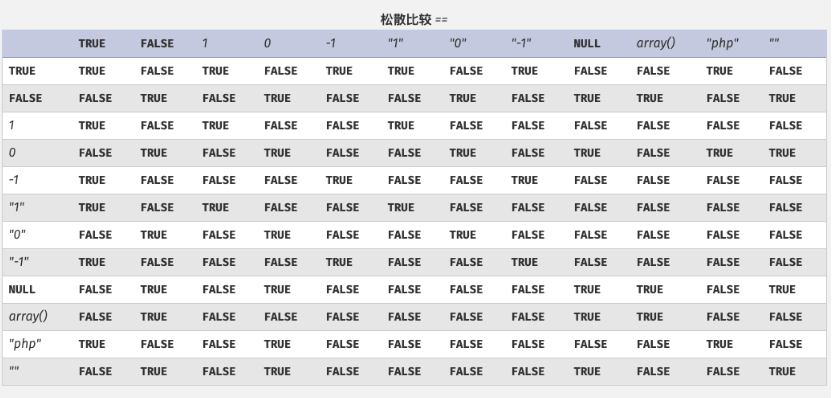 松散比较 ==
TRUE FALSE 1 0 -1 "1" "0" "-1" NULL array() "php" ""
TRUE TRUE FALSE TRUE FALSE TRUE TRUE FALSE TRUE FALSE FALSE TRUE FALSE
FALSE FALSE TRUE FALSE TRUE FALSE FALSE TRUE FALSE TRUE TRUE FALSE TRUE
1 TRUE FALSE TRUE FALSE FALSE TRUE FALSE FALSE FALSE FALSE FALSE FALSE
0 FALSE TRUE FALSE TRUE FALSE FALSE TRUE FALSE TRUE FALSE TRUE TRUE
-1 TRUE FALSE FALSE FALSE TRUE FALSE FALSE TRUE FALSE FALSE FALSE FALSE
"1" TRUE FALSE TRUE FALSE FALSE TRUE FALSE FALSE FALSE FALSE FALSE FALSE
"0" FALSE TRUE FALSE TRUE FALSE FALSE TRUE FALSE FALSE FALSE FALSE FALSE
"-1" TRUE FALSE FALSE FALSE TRUE FALSE FALSE TRUE FALSE FALSE FALSE FALSE
NULL FALSE TRUE FALSE TRUE FALSE FALSE FALSE FALSE TRUE TRUE FALSE TRUE
array() FALSE TRUE FALSE FALSE FALSE FALSE FALSE FALSE TRUE TRUE FALSE FALSE
"php" TRUE FALSE FALSE TRUE FALSE FALSE FALSE FALSE FALSE FALSE TRUE FALSE
"" FALSE TRUE FALSE TRUE FALSE FALSE FALSE FALSE TRUE FALSE FALSE TRUE